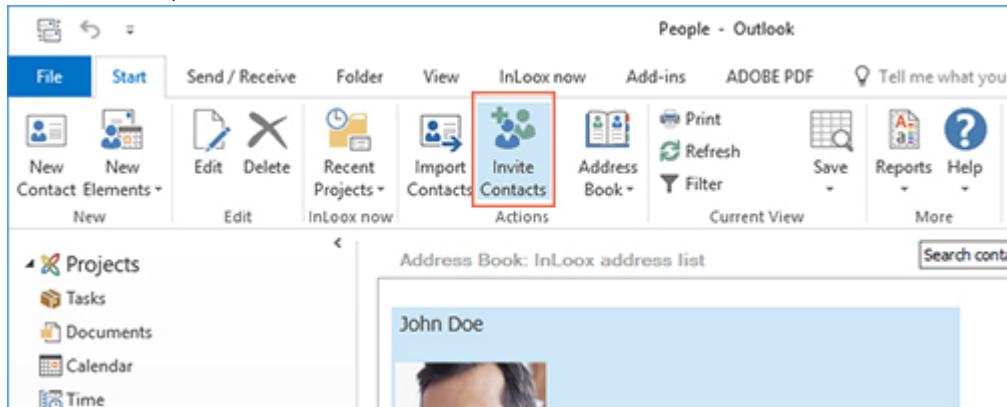 People - Outlook
File Start Send / Receive Folder View InLoox now Add-ins ADOBE PDF Tell me what you
New Contact
New Elements
Edit
Delete
Recent Projects
Import Contacts
Invite Contacts
Address Book
Print
Refresh
Filter
Save
Reports
Help
New Edit InLoox now Actions Current View More
Projects
Tasks
Documents
Calendar
Time
Address Book: InLoox address list
Search conta
John Doe